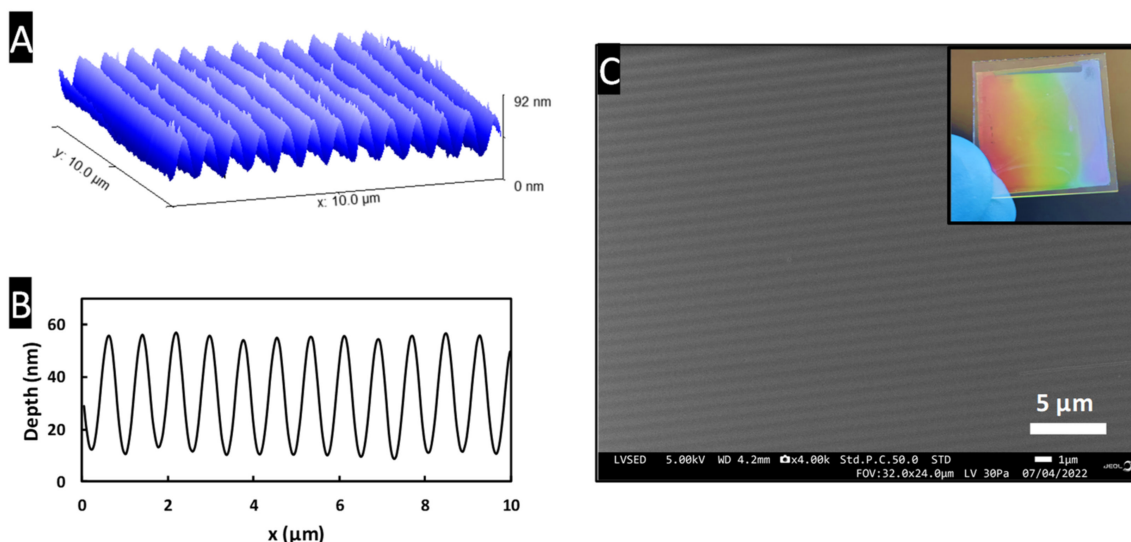 A
92 nm
0 nm
y: 10.0 µm
x: 10.0 µm
B
Depth (nm)
60
40
20
0
0 2 4 6 8 10
x (µm)
C
5 µm
LVSED 5.00kV WD 4.2mm x4.00k Std.P.C.50.0 STD 1µm
FOV:32.0x24.0µm LV 30Pa 07/04/2022 JEOL